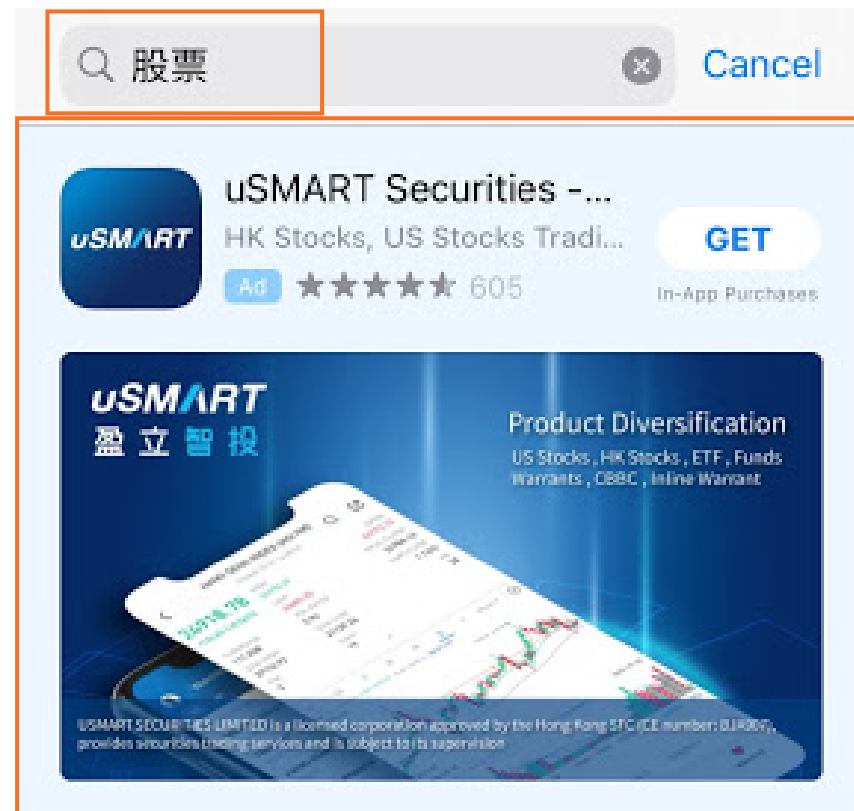 股票
Cancel
uSMART Securities -...
HK Stocks, US Stocks Tradi...
GET
Ad
605
In-App Purchases
uSMART
uSMART
盈立智投
Product Diversification
US Stocks , HK Stocks , ETF , Funds
Warrants , CBBC , Inline Warrant
USMART SECURITIES LIMITED is a licensed corporation approved by the Hong Kong SFC (CE number:
provides securities trading services and is subject to its supervision